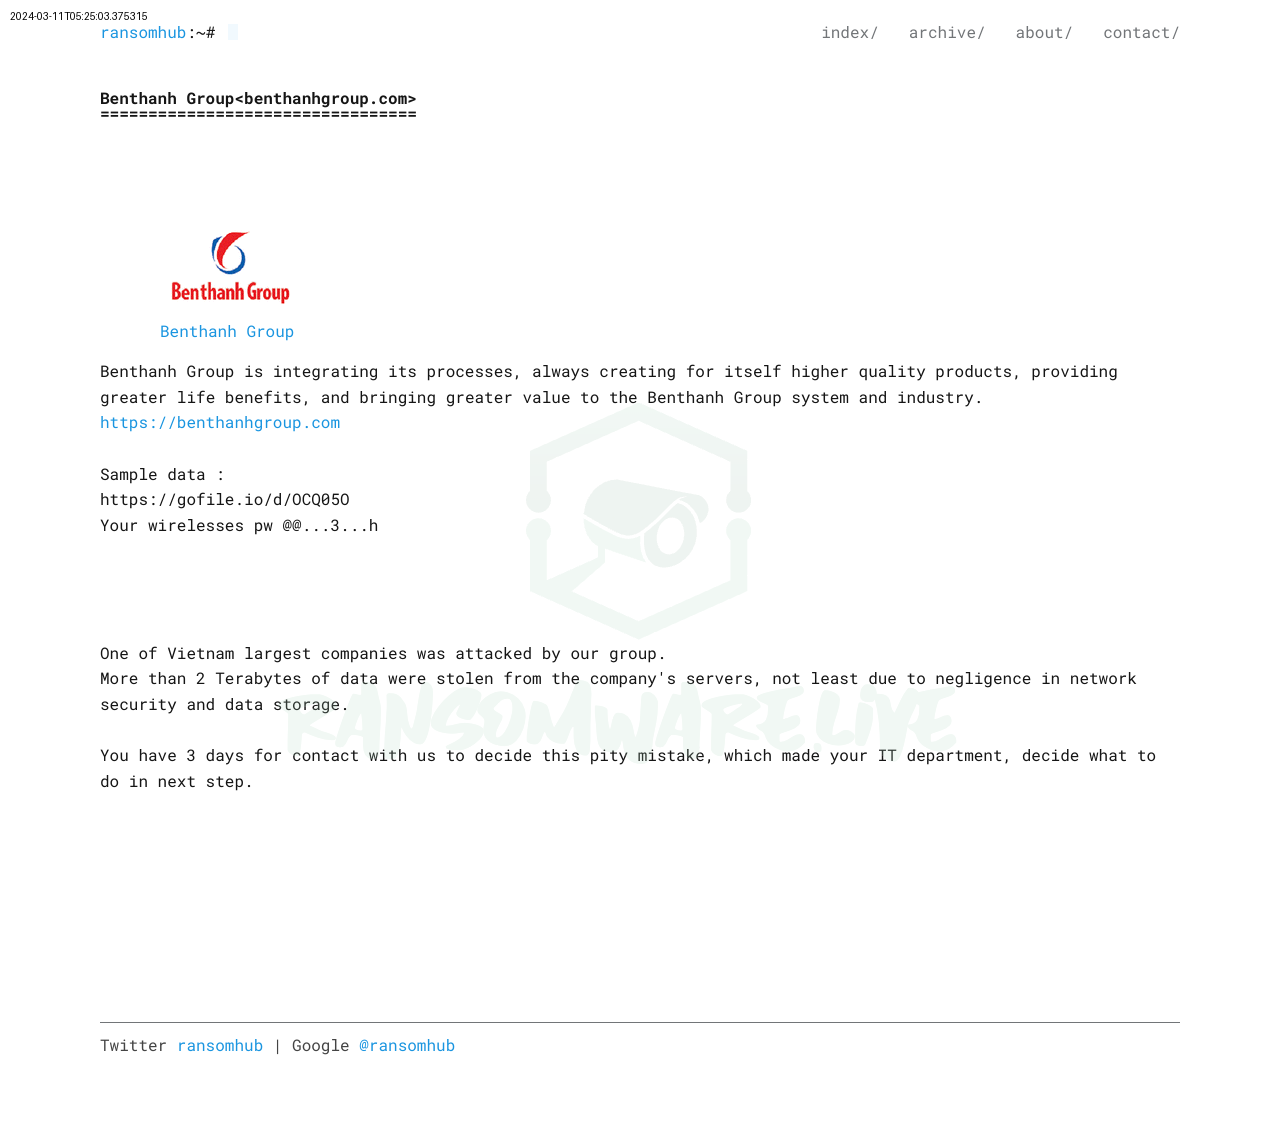 2024-03-11T05:25:03.375315
ransomhub:~#
index/ archive/ about/ contact/
Benthanh Group<benthanhgroup.com>
=================================
Benthanh Group
Benthanh Group
Benthanh Group is integrating its processes, always creating for itself higher quality products, providing
greater life benefits, and bringing greater value to the Benthanh Group system and industry.
https://benthanhgroup.com
Sample data :
https://gofile.io/d/OCQ05O
Your wirelesses pw @@...3...h
One of Vietnam largest companies was attacked by our group.
More than 2 Terabytes of data were stolen from the company's servers, not least due to negligence in network
security and data storage.
RANSOMWARE.LIVE
You have 3 days for contact with us to decide this pity mistake, which made your IT department, decide what to
do in next step.
Twitter ransomhub | Google @ransomhub